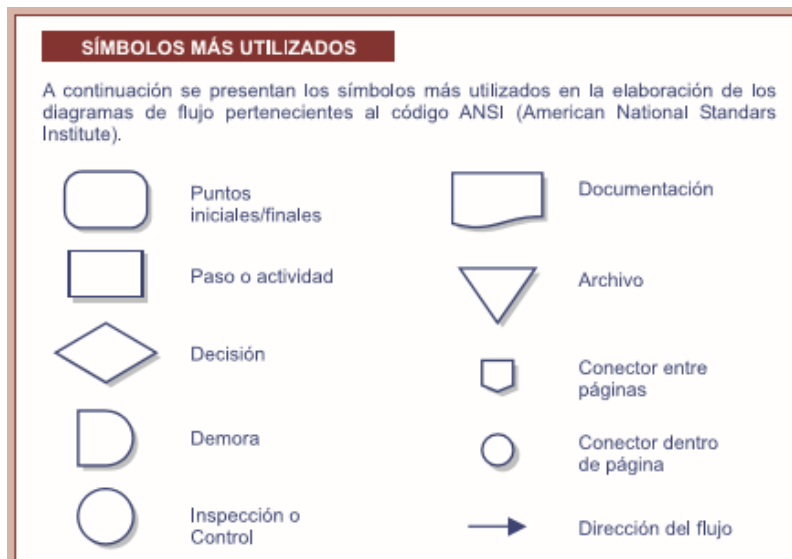 SÍMBOLOS MÁS UTILIZADOS
A continuación se presentan los símbolos más utilizados en la elaboración de los
diagramas de flujo pertenecientes al código ANSI (American National Standars
Institute).
Puntos
iniciales/finales
Paso o actividad
Decisión
Demora
Inspección o
Control
Documentación
Archivo
Conector entre
páginas
Conector dentro
de página
Dirección del flujo